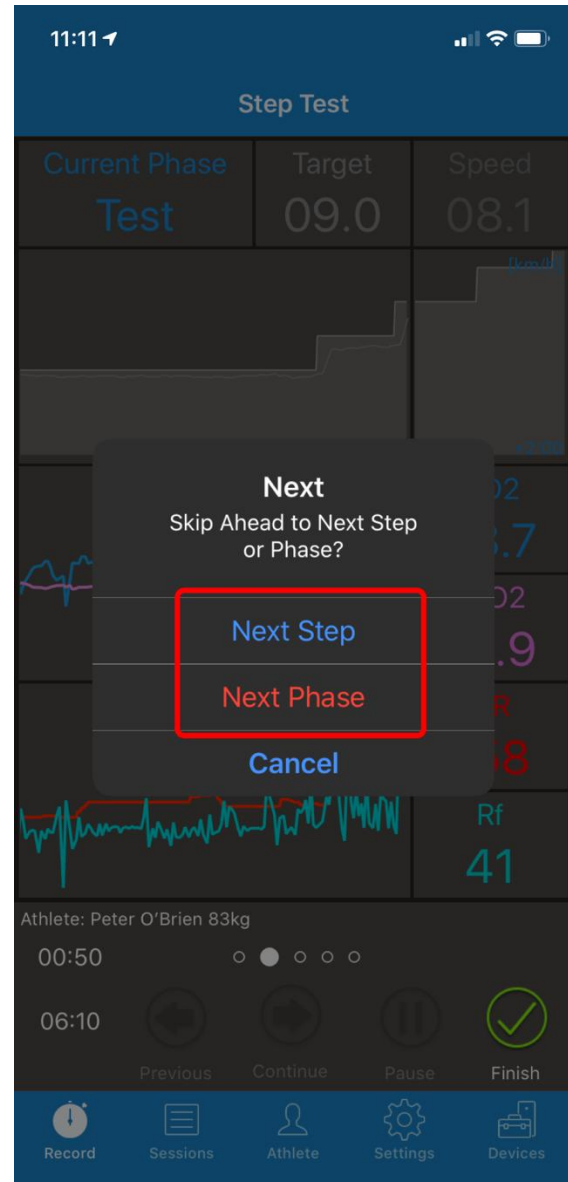 11:11
Step Test
Current Phase
Target
Speed
Test
09.0
08.1
Next
Skip Ahead to Next Step
or Phase?
Next Step
Next Phase
Cancel
Rf
41
Athlete: Peter O'Brien 83kg
00:50
06:10
Previous
Continue
Pause
Finish
Record
Sessions
Athlete
Settings
Devices